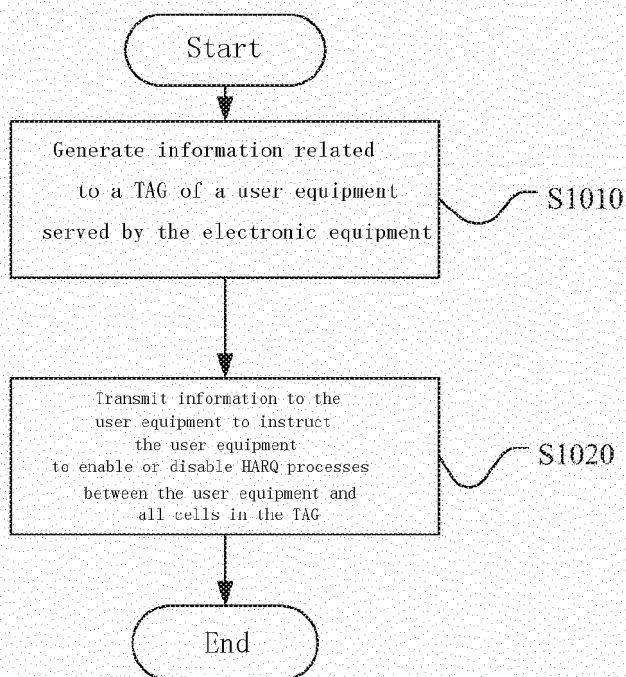 Start
Generate information related
to a TAG of a user equipment
served by the electronic equipment
S1010
Transmit information to the
user equipment to instruct
the user equipment
to enable or disable HARQ processes
between the user equipment and
all cells in the TAG
S1020
End